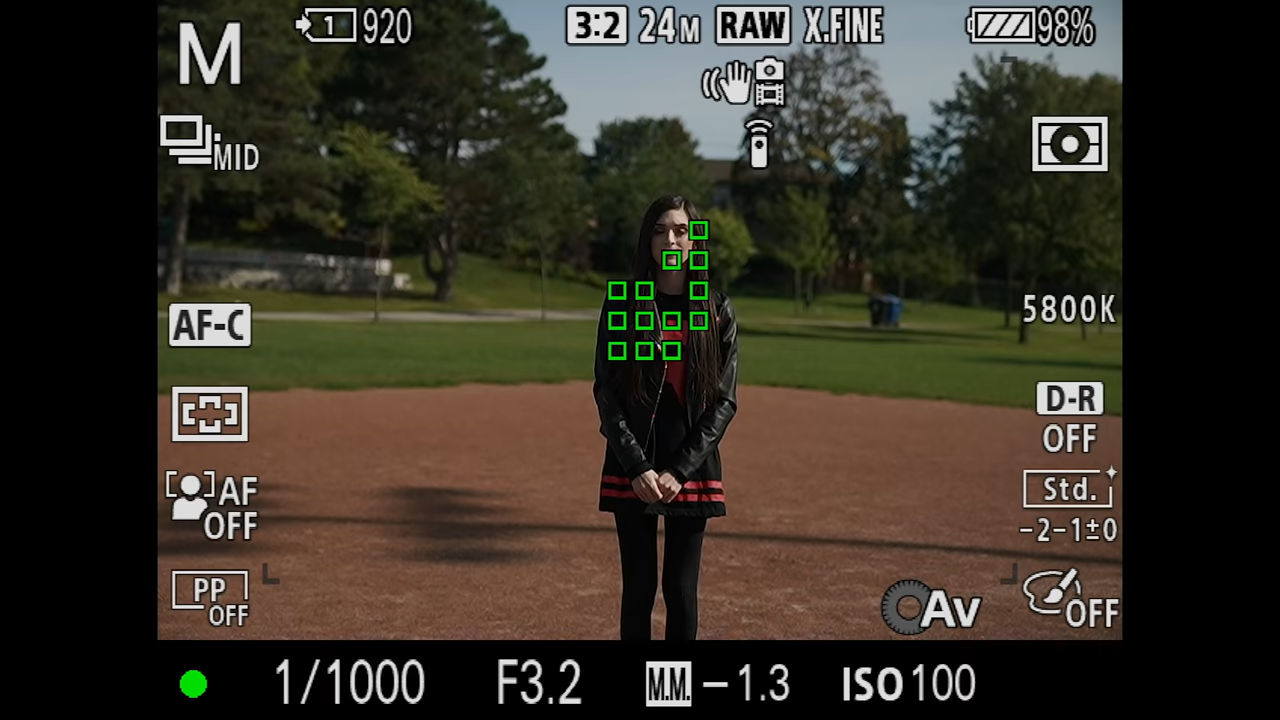 M 1 920 3:2 24M RAW X.FINE 98%
MID
AF-C
5800K
D-R
OFF
AF
OFF
Std.
-2-1±0
PP
OFF
Av
OFF
1/1000 F3.2 M.M. -1.3 ISO 100